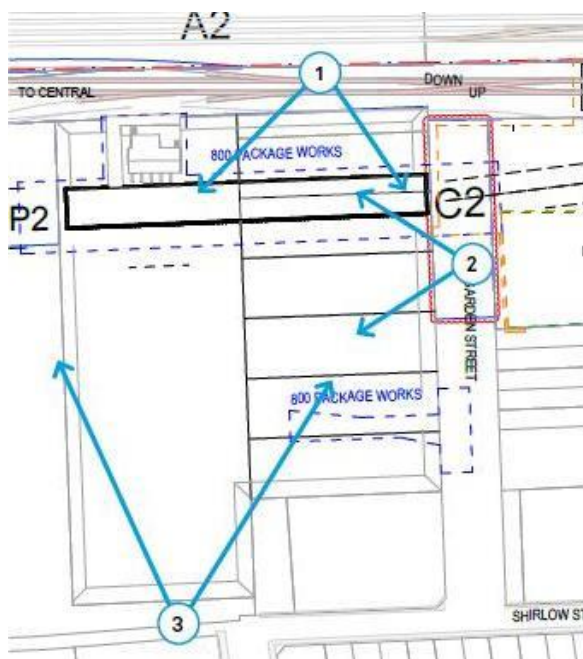 A2
1
DOWN
UP
TO CENTRAL
800 PACKAGE WORKS
P2
C2
2
GARDEN STREET
800 PACKAGE WORKS
3
SHIRLOW ST